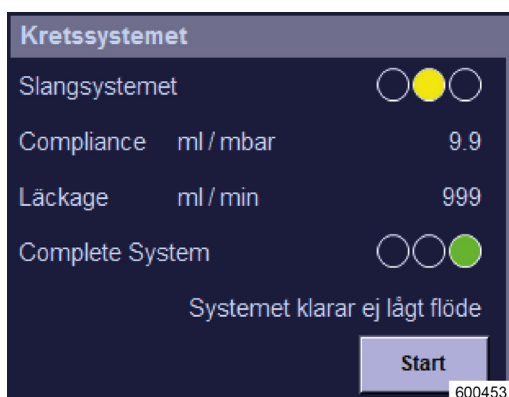 Kretssystemet
Slangsystemet
Compliance ml / mbar 9.9
Läckage ml / min 999
Complete System
Systemet klarar ej lågt flöde
Start
600453